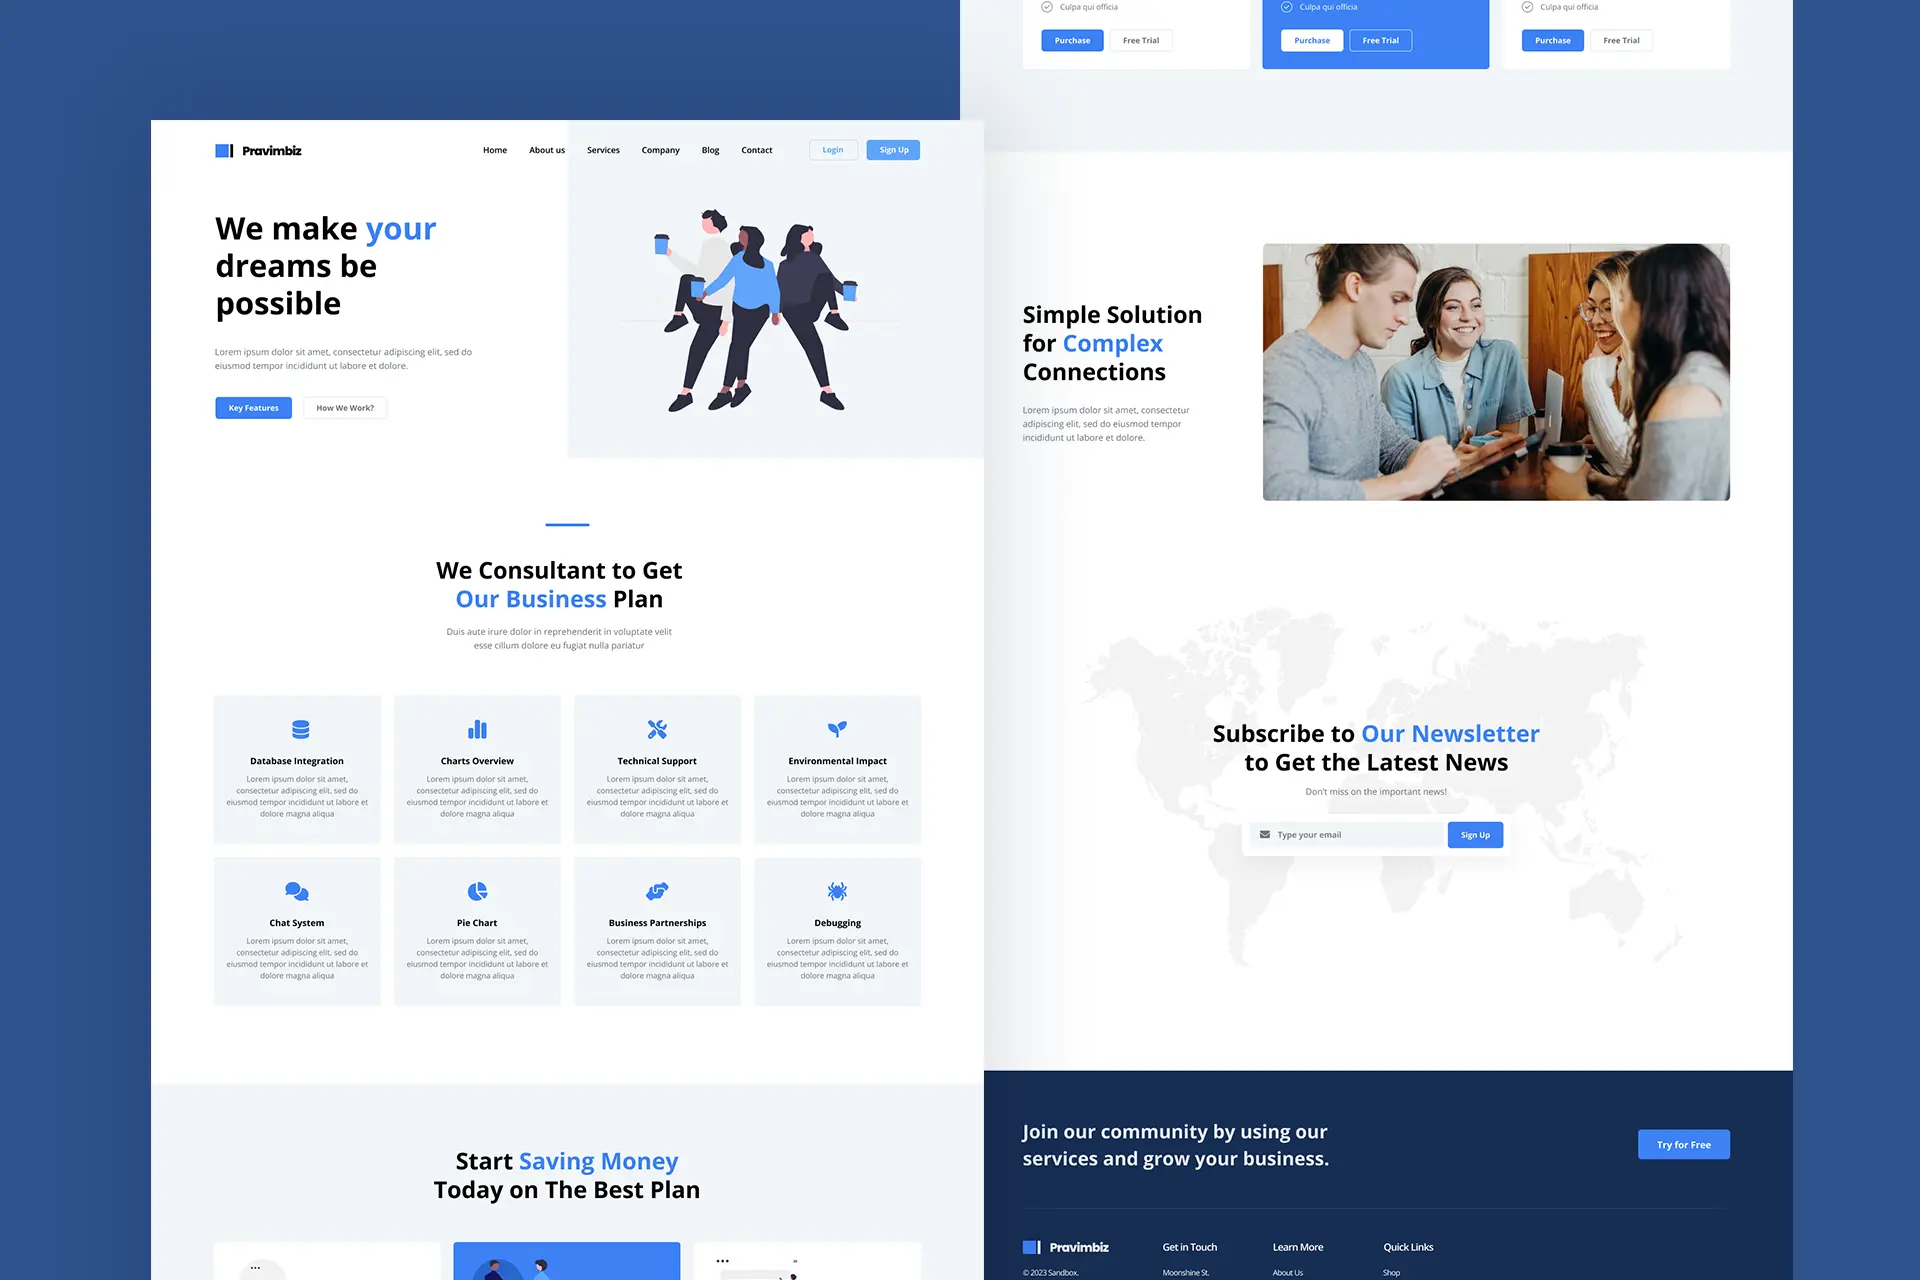 Pravimbiz
Home About us Services Company Blog Contact Login Sign Up
We make your
dreams be
possible
Lorem ipsum dolor sit amet, consectetur adipiscing elit, sed do
eiusmod tempor incididunt ut labore et dolore.
Key Features How We Work?
We Consultant to Get
Our Business Plan
Duis aute irure dolor in reprehenderit in voluptate velit
esse cillum dolore eu fugiat nulla pariatur
Database Integration
Lorem ipsum dolor sit amet,
consectetur adipiscing elit, sed do
eiusmod tempor incididunt ut labore et
dolore magna aliqua
Charts Overview
Lorem ipsum dolor sit amet,
consectetur adipiscing elit, sed do
eiusmod tempor incididunt ut labore et
dolore magna aliqua
Technical Support
Lorem ipsum dolor sit amet,
consectetur adipiscing elit, sed do
eiusmod tempor incididunt ut labore et
dolore magna aliqua
Environmental Impact
Lorem ipsum dolor sit amet,
consectetur adipiscing elit, sed do
eiusmod tempor incididunt ut labore et
dolore magna aliqua
Chat System
Lorem ipsum dolor sit amet,
consectetur adipiscing elit, sed do
eiusmod tempor incididunt ut labore et
dolore magna aliqua
Pie Chart
Lorem ipsum dolor sit amet,
consectetur adipiscing elit, sed do
eiusmod tempor incididunt ut labore et
dolore magna aliqua
Business Partnerships
Lorem ipsum dolor sit amet,
consectetur adipiscing elit, sed do
eiusmod tempor incididunt ut labore et
dolore magna aliqua
Debugging
Lorem ipsum dolor sit amet,
consectetur adipiscing elit, sed do
eiusmod tempor incididunt ut labore et
dolore magna aliqua
Start Saving Money
Today on The Best Plan
Culpa qui officia
Purchase Free Trial
Culpa qui officia
Purchase Free Trial
Culpa qui officia
Purchase Free Trial
Simple Solution
for Complex
Connections
Lorem ipsum dolor sit amet, consectetur
adipiscing elit, sed do eiusmod tempor
incididunt ut labore et dolore.
Subscribe to Our Newsletter
to Get the Latest News
Don't miss on the important news!
Type your email Sign Up
Join our community by using our
services and grow your business.
Try for Free
Pravimbiz
© 2023 Sandbox.
Get in Touch
Moonshine St.
Learn More
About Us
Quick Links
Shop